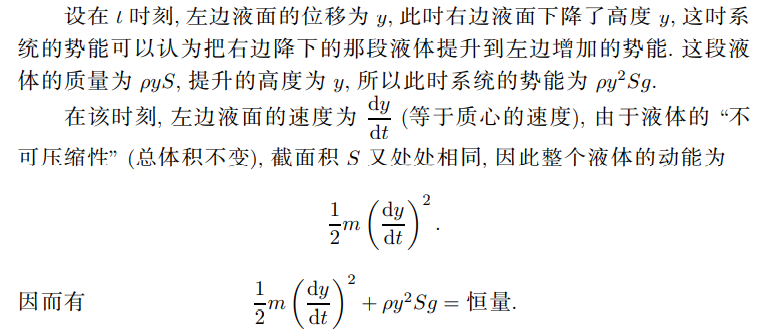 设在 t 时刻, 左边液面的位移为 y, 此时右边液面下降了高度 y, 这时系
统的势能可以认为把右边降下的那段液体提升到左边增加的势能. 这段液
体的质量为 ρyS, 提升的高度为 y, 所以此时系统的势能为 ρy²Sg.
在该时刻, 左边液面的速度为 dy/dt (等于质心的速度), 由于液体的 “不
可压缩性” (总体积不变), 截面积 S 又处处相同, 因此整个液体的动能为
1/2 m (dy/dt)².
因而有 1/2 m (dy/dt)² + ρy²Sg = 恒量.